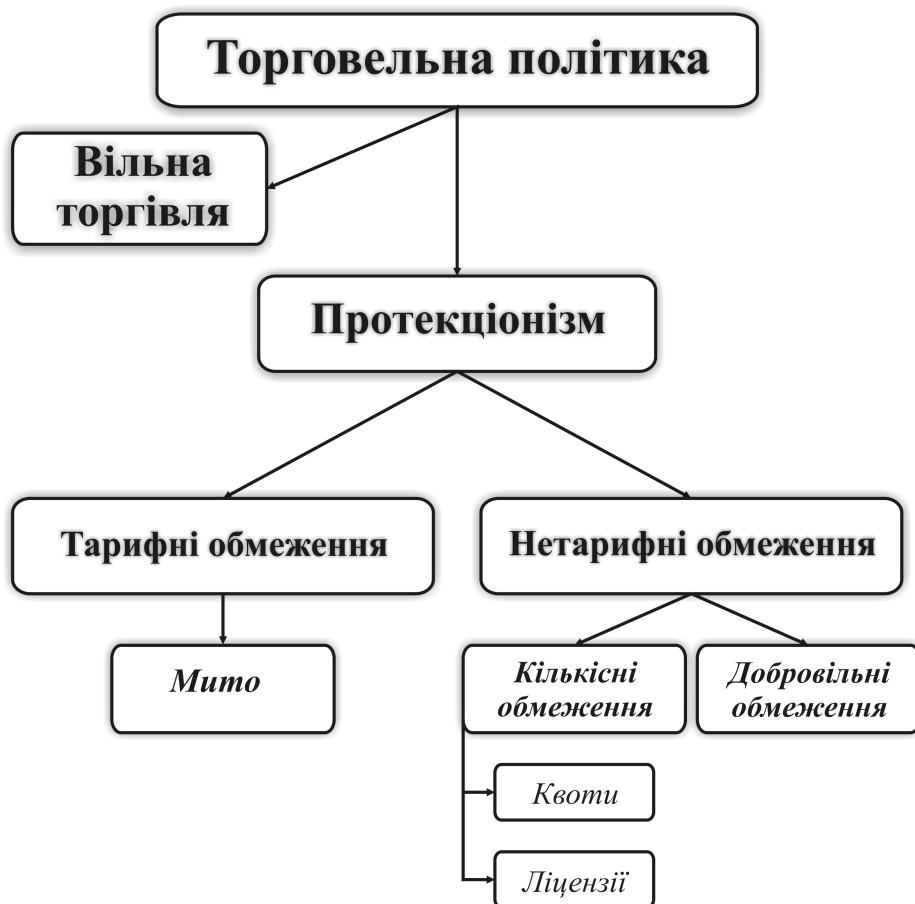 Торговельна політика
Вільна
торгівля
Протекціонізм
Тарифні обмеження
Нетарифні обмеження
Мито
Кількісні
обмеження
Добровільні
обмеження
Квоти
Ліцензії